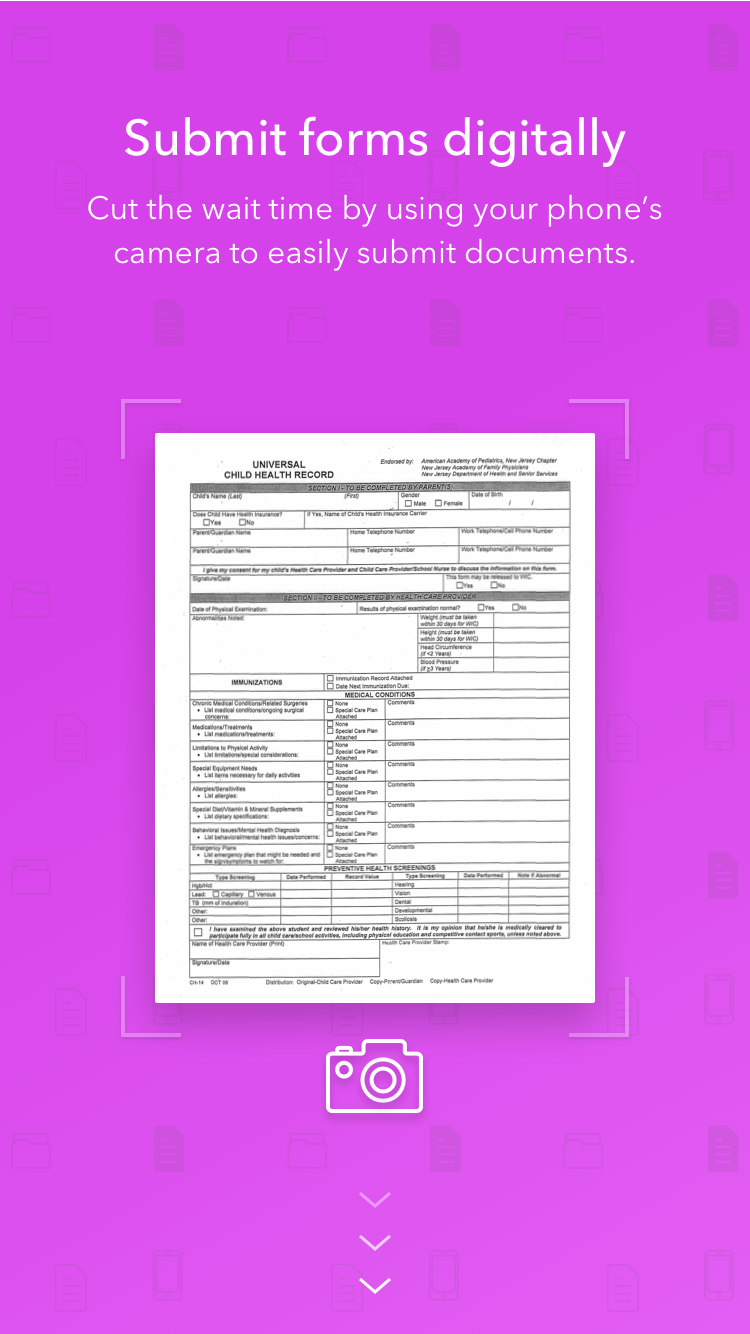 Submit forms digitally
Cut the wait time by using your phone's
camera to easily submit documents.
UNIVERSAL
CHILD HEALTH RECORD
Endorsed by: American Academy of Pediatrics, New Jersey Chapter
New Jersey Academy of Family Physicians
New Jersey Department of Health and Senior Services
SECTION I - TO BE COMPLETED BY PARENT(S)
Child's Name (Last) (First) Gender Date of Birth
Male Female / /
Does Child Have Health Insurance? If Yes, Name of Child's Health Insurance Carrier
Yes No
Parent/Guardian Name Home Telephone Number Work Telephone/Cell Phone Number
Parent/Guardian Name Home Telephone Number Work Telephone/Cell Phone Number
I give my consent for my child's Health Care Provider and Child Care Provider/School Nurse to discuss the information on this form.
Signature/Date This form may be released to WIC.
Yes No
SECTION II - TO BE COMPLETED BY HEALTH CARE PROVIDER
Date of Physical Examination: Results of physical examination normal? Yes No
Abnormalities Noted: Weight (must be taken
within 30 days for WIC)
Height (must be taken
within 30 days for WIC)
Head Circumference
(if <2 Years)
Blood Pressure
(if ≥3 Years)
IMMUNIZATIONS
Immunization Record Attached
Date Next Immunization Due:
MEDICAL CONDITIONS
Chronic Medical Conditions/Related Surgeries
• List medical conditions/ongoing surgical
concerns:
None
Special Care Plan
Attached
Comments
Medications/Treatments
• List medications/treatments:
None
Special Care Plan
Attached
Comments
Limitations to Physical Activity
• List limitations/special considerations:
None
Special Care Plan
Attached
Comments
Special Equipment Needs
• List items necessary for daily activities
None
Special Care Plan
Attached
Comments
Allergies/Sensitivities
• List allergies:
None
Special Care Plan
Attached
Comments
Special Diet/Vitamin & Mineral Supplements
• List dietary specifications:
None
Special Care Plan
Attached
Comments
Behavioral Issues/Mental Health Diagnosis
• List behavioral/mental health issues/concerns:
None
Special Care Plan
Attached
Comments
Emergency Plans
• List emergency plan that might be needed and
the sign/symptoms to watch for:
None
Special Care Plan
Attached
Comments
PREVENTIVE HEALTH SCREENINGS
Type Screening Date Performed Record Value Type Screening Date Performed Note if Abnormal
Hgb/Hct Hearing
Lead: Capillary Venous Vision
TB (mm of Induration) Dental
Other: Developmental
Other: Scoliosis
I have examined the above student and reviewed his/her health history. It is my opinion that he/she is medically cleared to
participate fully in all child care/school activities, including physical education and competitive contact sports, unless noted above.
Name of Health Care Provider (Print) Health Care Provider Stamp:
Signature/Date
CH-14 OCT 08 Distribution: Original-Child Care Provider Copy-Parent/Guardian Copy-Health Care Provider